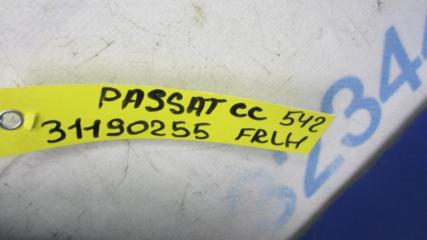 PASSAT CC 542
31190255 FRLH